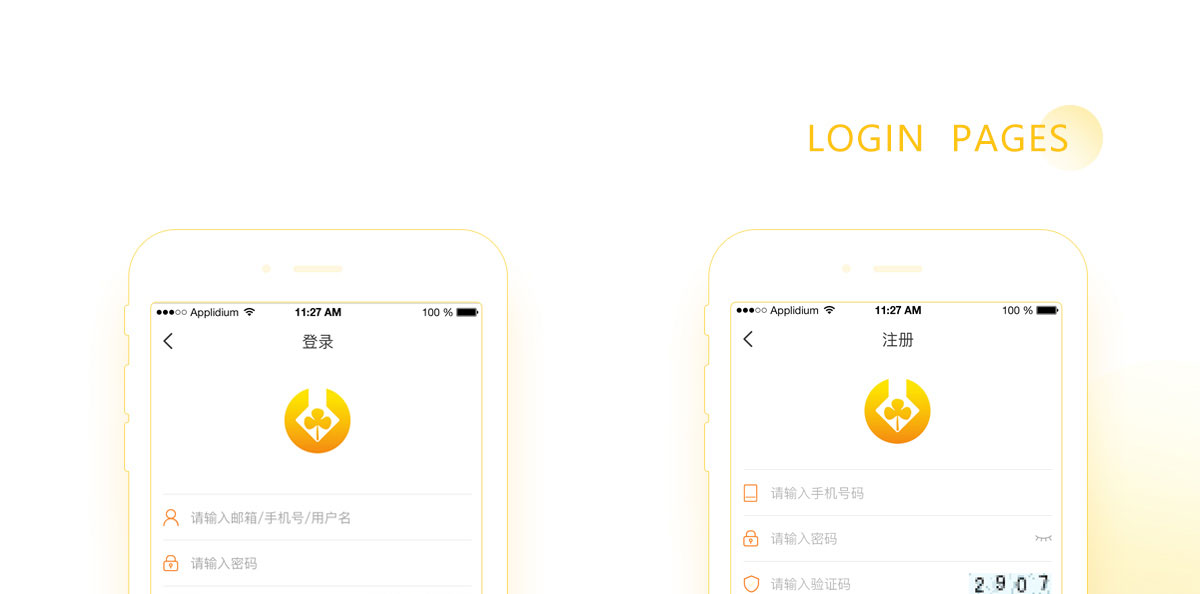 LOGIN PAGES
Applidium 11:27 AM 100 %
登录
请输入邮箱/手机号/用户名
请输入密码
Applidium 11:27 AM 100 %
注册
请输入手机号码
请输入密码
请输入验证码 2907